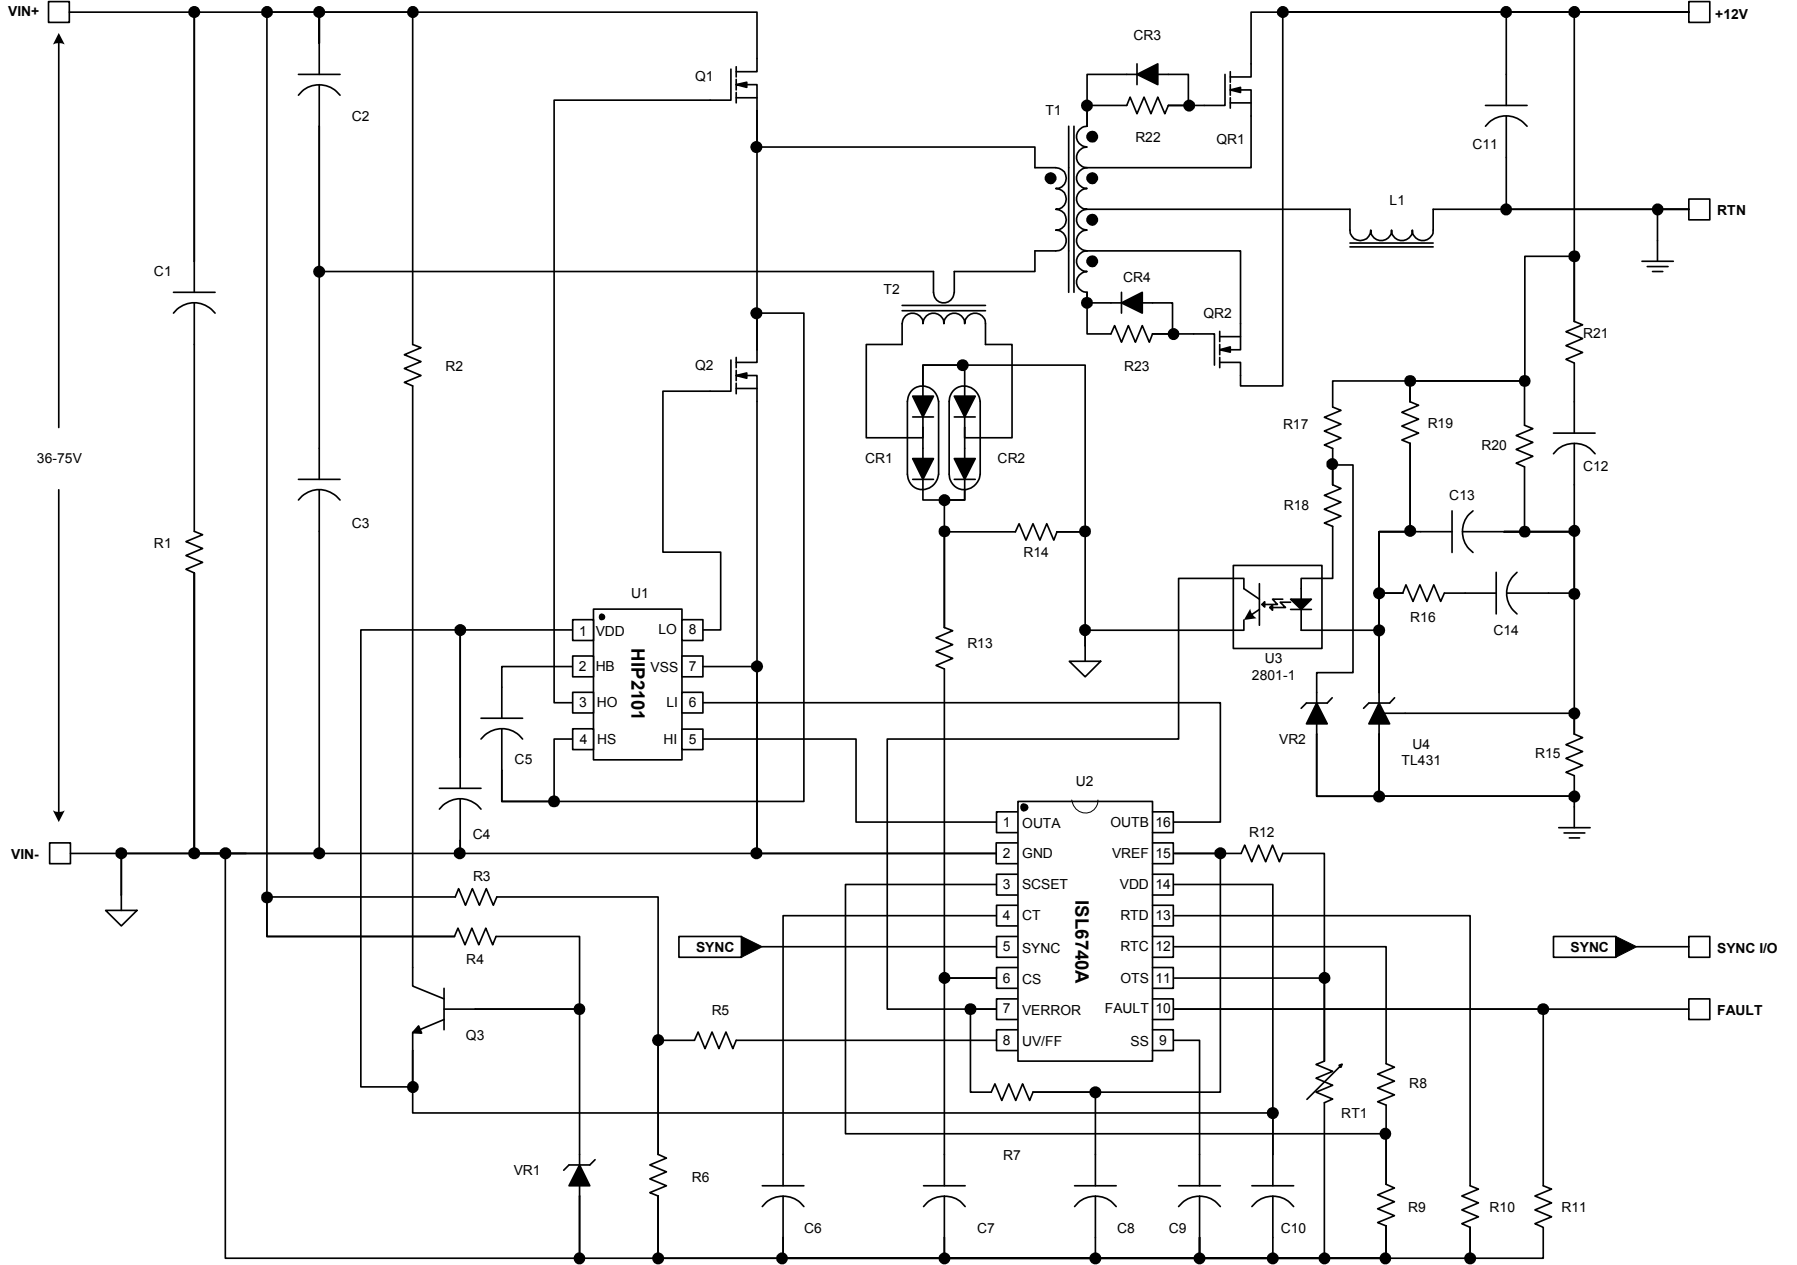 VIN+
+12V
CR3
Q1
T1
C2
R22
QR1
C11
L1
RTN
C1
T2
CR4
QR2
R2
Q2
R23
R21
R17
R19
R20
36-75V
CR1
CR2
C12
C13
R18
C3
R1
R14
U1
R16
C14
1 VDD LO 8
R13
U3
2801-1
2 HB VSS 7
HIP2101
3 HO LI 6
4 HS HI 5
C5
VR2
U4
TL431
R15
U2
C4
1 OUTA OUTB 16
R12
VIN-
2 GND VREF 15
R3
3 SCSET VDD 14
ISL6740A
4 CT RTD 13
SYNC
5 SYNC RTC 12
SYNC
SYNC I/O
R4
6 CS OTS 11
7 VERROR FAULT 10
FAULT
R5
Q3
8 UV/FF SS 9
R8
RT1
R7
VR1
R6
C6
C7
C8
C9
C10
R9
R10
R11